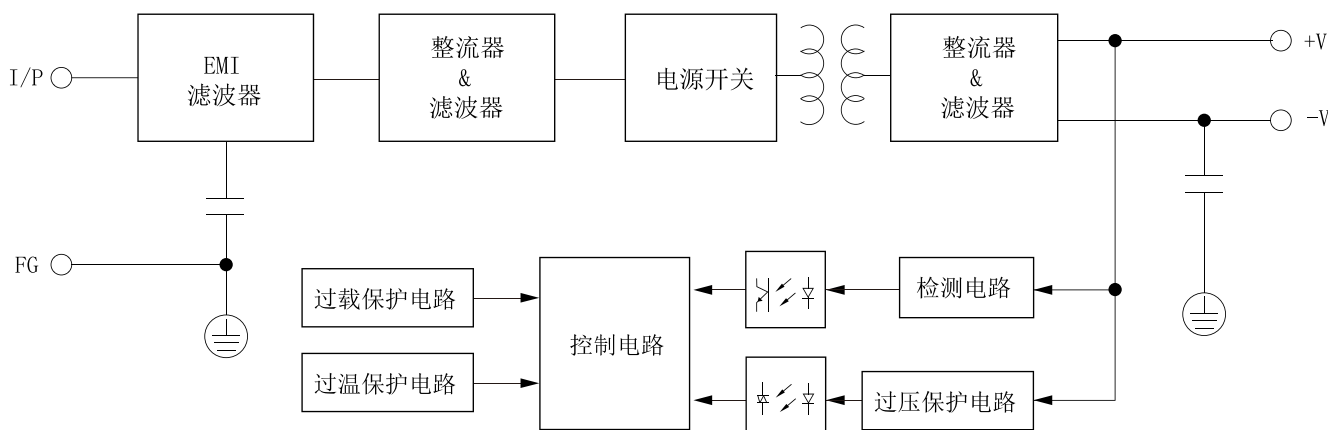 I/P
EMI
滤波器
整流器
&
滤波器
电源开关
整流器
&
滤波器
+V
-V
FG
过载保护电路
过温保护电路
控制电路
检测电路
过压保护电路